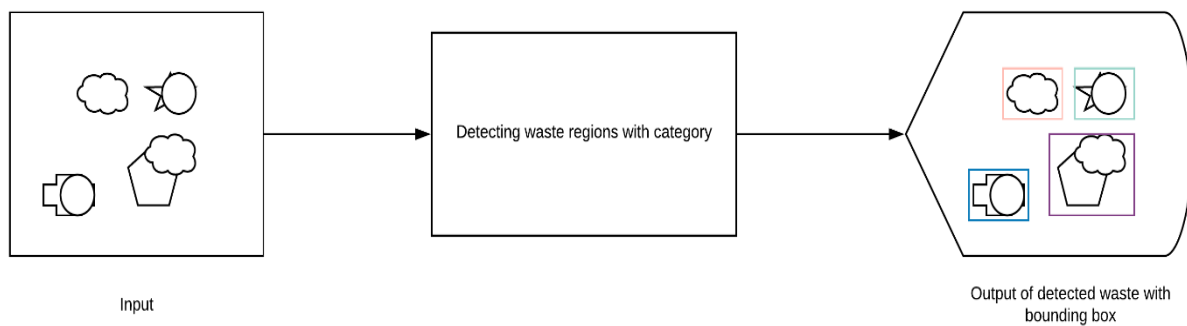 Detecting waste regions with category
Input
Output of detected waste with
bounding box